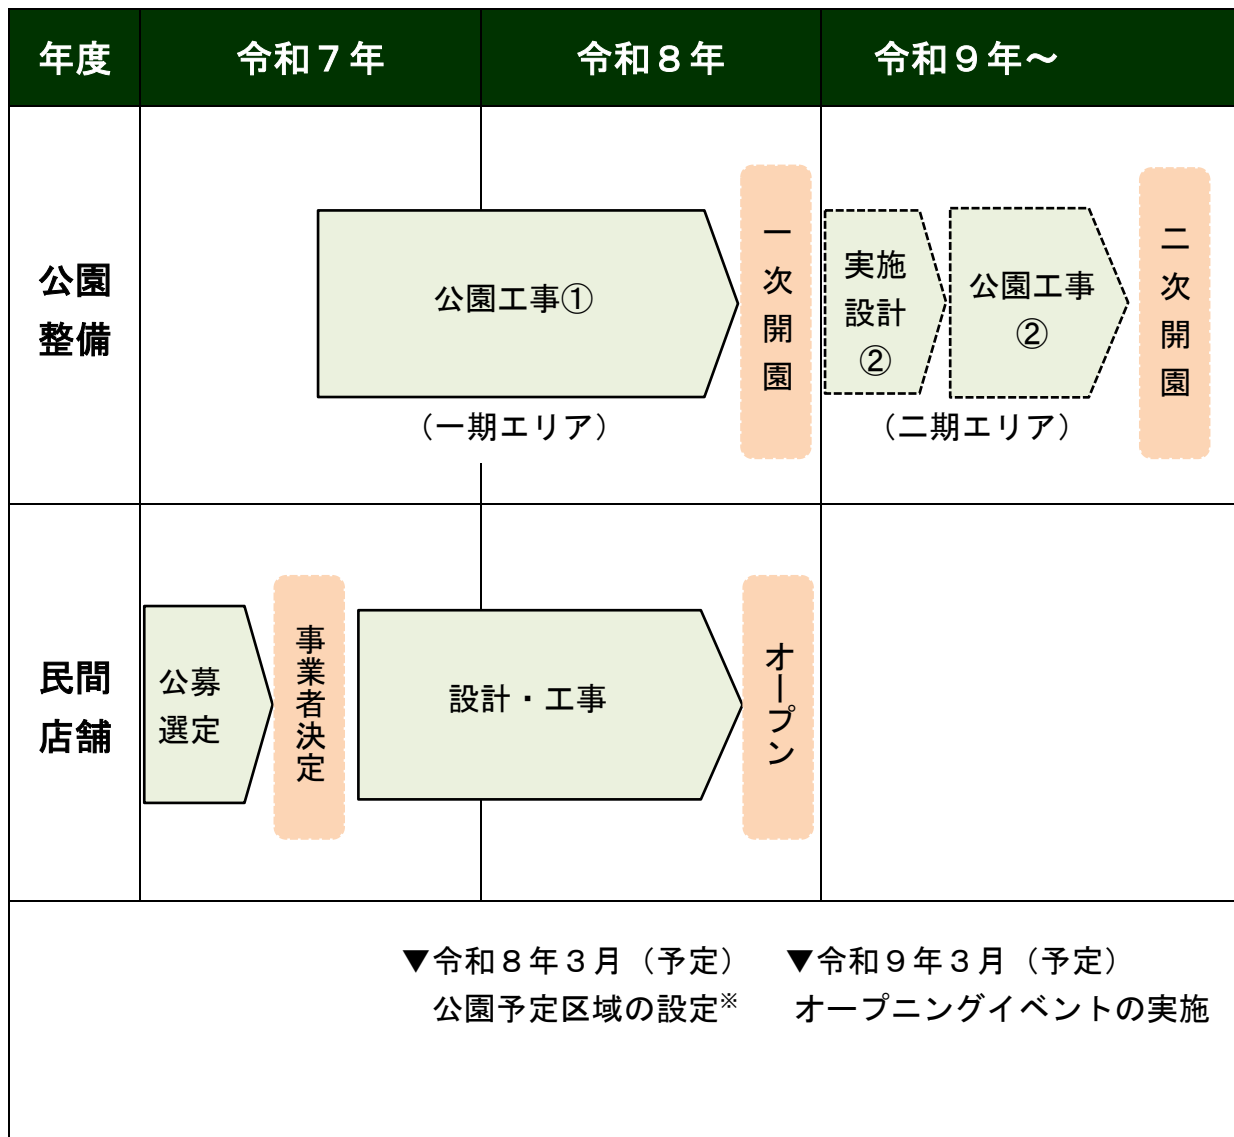 年度
令和７年
令和８年
令和９年～
公園
整備
公園工事①
（一期エリア）
一次開園
実施
設計
②
公園工事
②
（二期エリア）
二次開園
民間
店舗
公募
選定
事業者決定
設計・工事
オープン
▼令和８年３月（予定）
公園予定区域の設定※
▼令和９年３月（予定）
オープニングイベントの実施